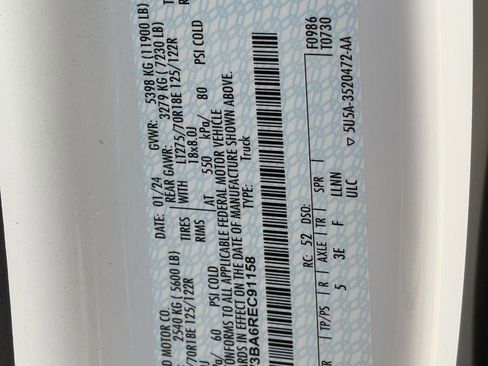 D MOTOR CO.
DATE: 01/24
GVWR: 5398 KG (11900 LB)
2540 KG ( 5600 LB)
REAR GAWR: 3279 KG ( 7230 LB)
/70R18E 125/122R
TIRES WITH LT275/70R18E 125/122R
RIMS
18x8.0J
/ 60 PSI COLD
AT 550 kPa/ 80 PSI COLD
CONFORMS TO ALL APPLICABLE FEDERAL MOTOR VEHICLE
ARDS IN EFFECT ON THE DATE OF MANUFACTURE SHOWN ABOVE.
3BA6REC91158
TYPE: Truck
F0986
T0730
RC: 52 DSO:
TP/PS R AXLE TR SPR
5 3E F LLNN
ULC
▽ 5U5A-3520472-AA